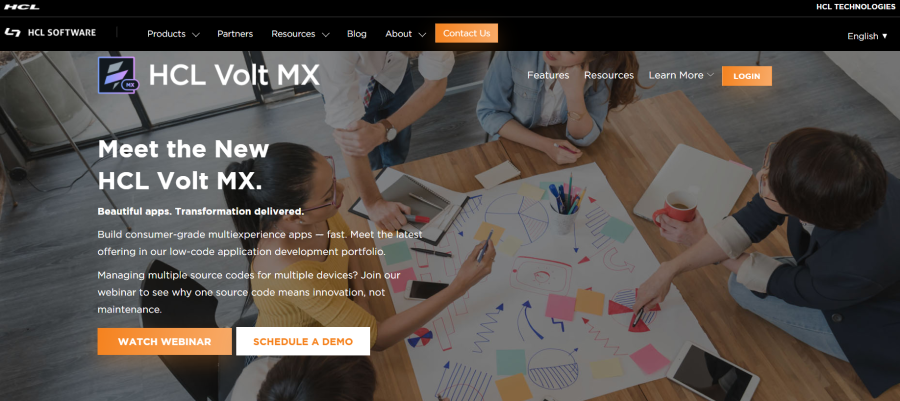 HCL
HCL TECHNOLOGIES
HCL SOFTWARE
Products
Partners
Resources
Blog
About
Contact Us
English
MX
HCL Volt MX
Features
Resources
Learn More
LOGIN
Meet the New
HCL Volt MX.
Beautiful apps. Transformation delivered.
Build consumer-grade multiexperience apps — fast. Meet the latest
offering in our low-code application development portfolio.
Managing multiple source codes for multiple devices? Join our
webinar to see why one source code means innovation, not
maintenance.
WATCH WEBINAR
SCHEDULE A DEMO